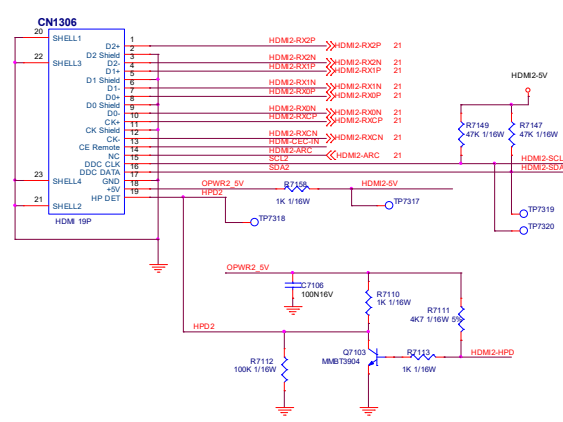 CN1306
20 SHELL1
22 SHELL3
23 SHELL4
21 SHELL2
D2+ 1
D2 Shield 2
D2- 3
D1+ 4
D1 Shield 5
D1- 6
D0+ 7
D0 Shield 8
D0- 9
CK+ 10
CK Shield 11
CK- 12
CE Remote 13
NC 14
DDC CLK 15
DDC DATA 16
GND 17
+5V 18
HP DET 19
HDMI 19P
HDMI2-RX2P HDMI2-RX2P 21
HDMI2-RX2N HDMI2-RX2N 21
HDMI2-RX1P HDMI2-RX1P 21
HDMI2-RX1N HDMI2-RX1N 21
HDMI2-RX0P HDMI2-RX0P 21
HDMI2-RX0N HDMI2-RX0N 21
HDMI2-RXCP HDMI2-RXCP 21
HDMI2-RXCN HDMI2-RXCN 21
HDMI-CEC-IN
HDMI2-ARC HDMI2-ARC 21
SCL2 HDMI2-SCL
SDA2 HDMI2-SDA
HDMI2-5V
R7149
47K 1/16W
R7147
47K 1/16W
OPWR2_5V R7158 HDMI2-5V
1K 1/16W
HPD2
TP7317
TP7318
TP7319
TP7320
OPWR2_5V
C7106
100N16V
R7110
1K 1/16W
R7111
4K7 1/16W 5%
HPD2
Q7103
MMBT3904
R7113
1K 1/16W
HDMI2-HPD
R7112
100K 1/16W